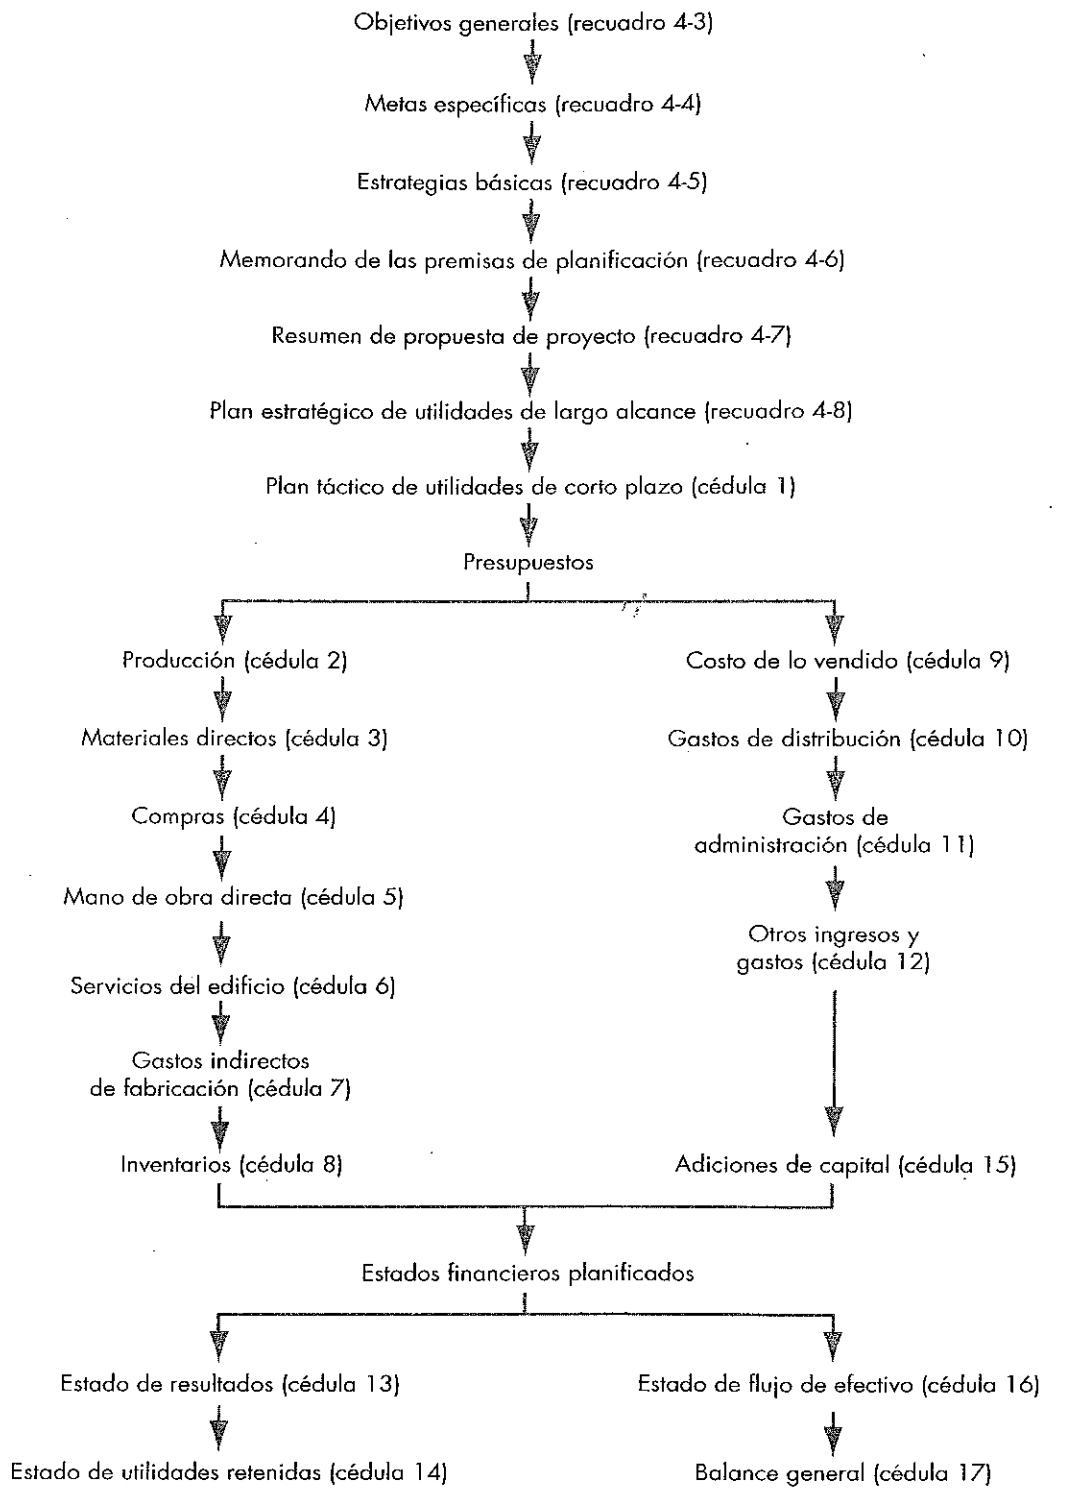 Objetivos generales (recuadro 4-3)
Metas específicas (recuadro 4-4)
Estrategias básicas (recuadro 4-5)
Memorando de las premisas de planificación (recuadro 4-6)
Resumen de propuesta de proyecto (recuadro 4-7)
Plan estratégico de utilidades de largo alcance (recuadro 4-8)
Plan táctico de utilidades de corto plazo (cédula 1)
Presupuestos
Producción (cédula 2)
Materiales directos (cédula 3)
Compras (cédula 4)
Mano de obra directa (cédula 5)
Servicios del edificio (cédula 6)
Gastos indirectos
de fabricación (cédula 7)
Inventarios (cédula 8)
Costo de lo vendido (cédula 9)
Gastos de distribución (cédula 10)
Gastos de
administración (cédula 11)
Otros ingresos y
gastos (cédula 12)
Adiciones de capital (cédula 15)
Estados financieros planificados
Estado de resultados (cédula 13)
Estado de utilidades retenidas (cédula 14)
Estado de flujo de efectivo (cédula 16)
Balance general (cédula 17)